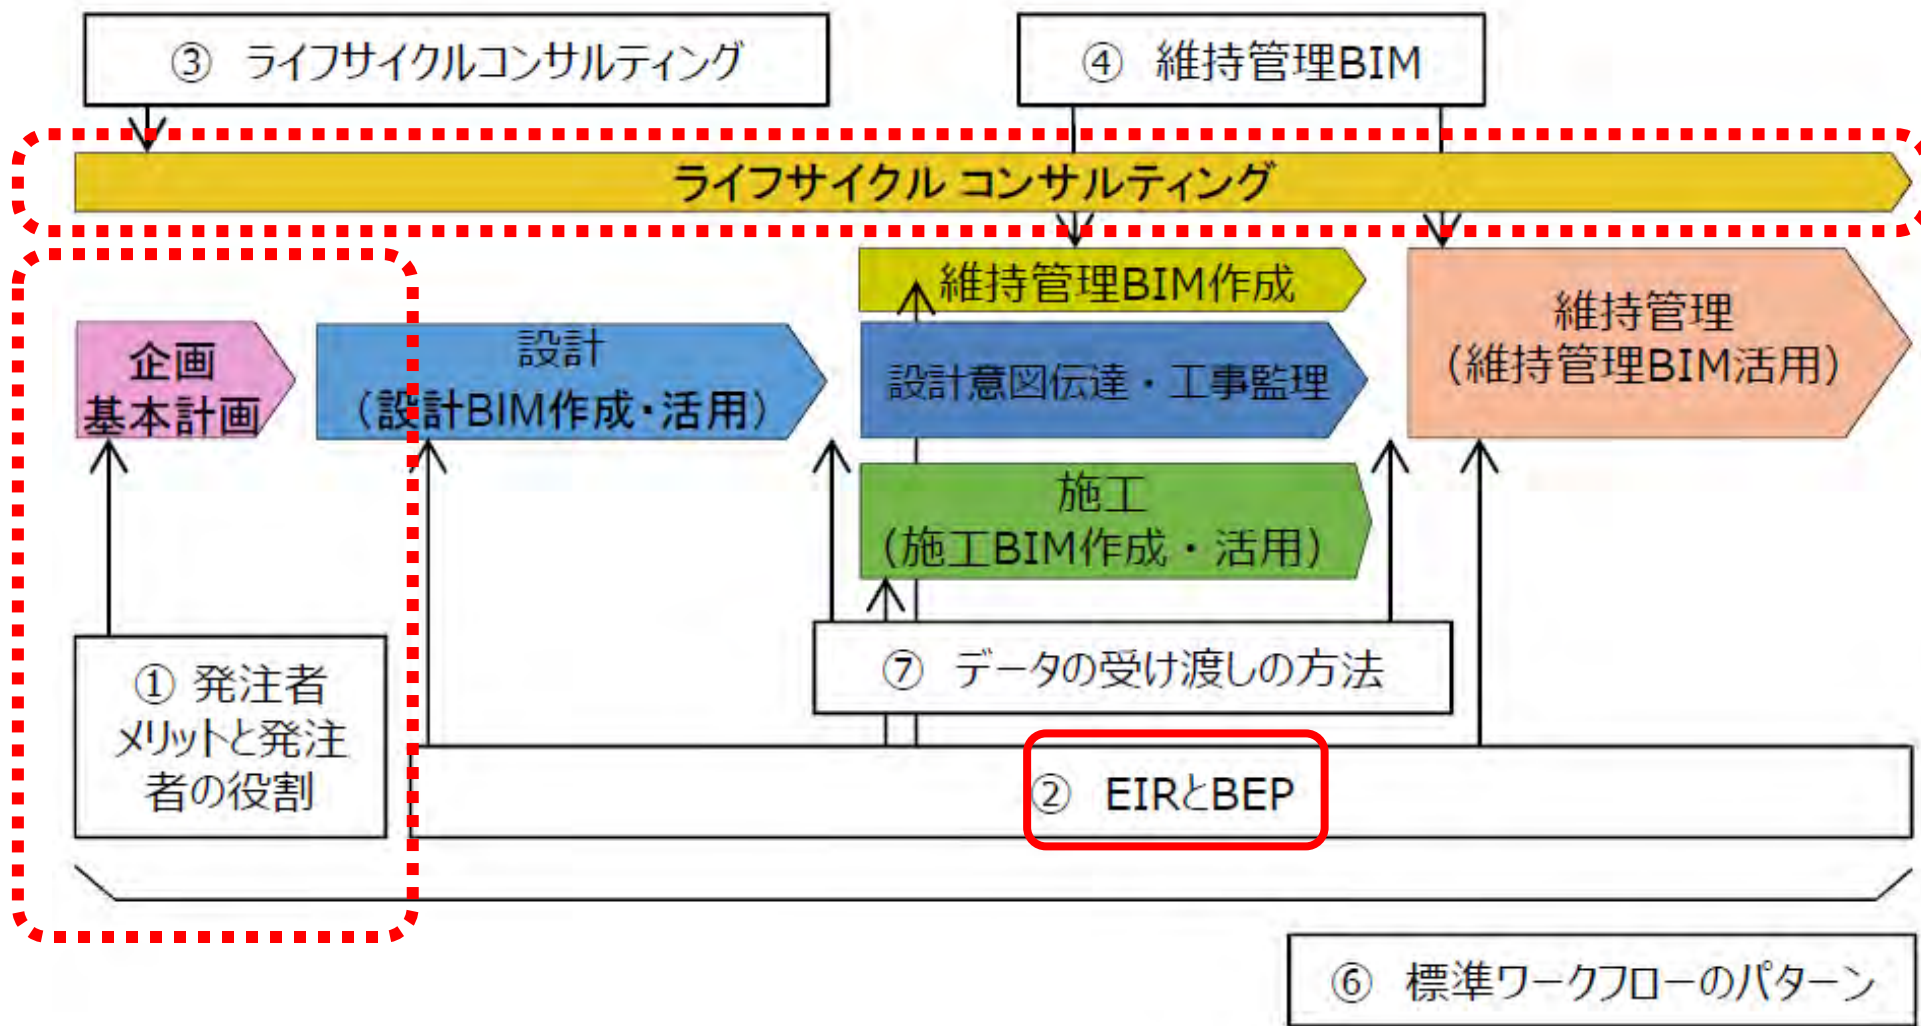 ③ ライフサイクルコンサルティング
④ 維持管理BIM
ライフサイクル コンサルティング
維持管理BIM作成
企画
基本計画
設計
（設計BIM作成・活用）
設計意図伝達・工事監理
維持管理
（維持管理BIM活用）
施工
（施工BIM作成・活用）
① 発注者
メリットと発注
者の役割
⑦ データの受け渡しの方法
② EIRとBEP
⑥ 標準ワークフローのパターン